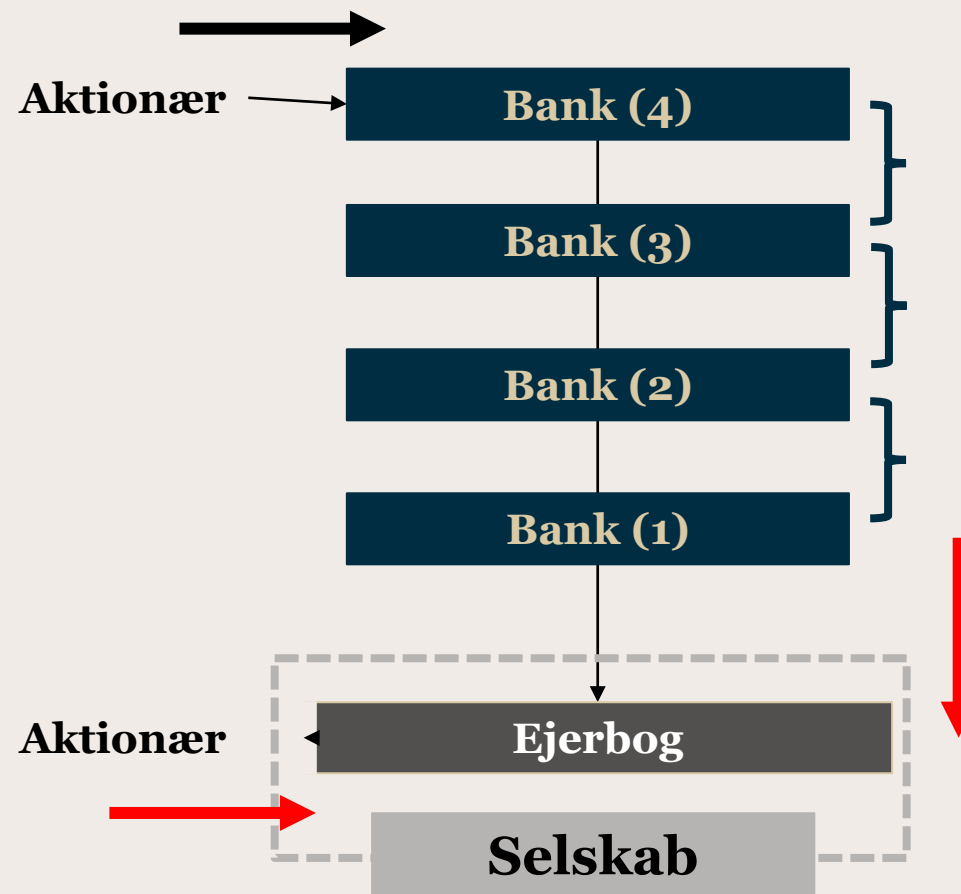 Aktionær
Bank (4)
Bank (3)
Bank (2)
Bank (1)
Aktionær
Ejerbog
Selskab